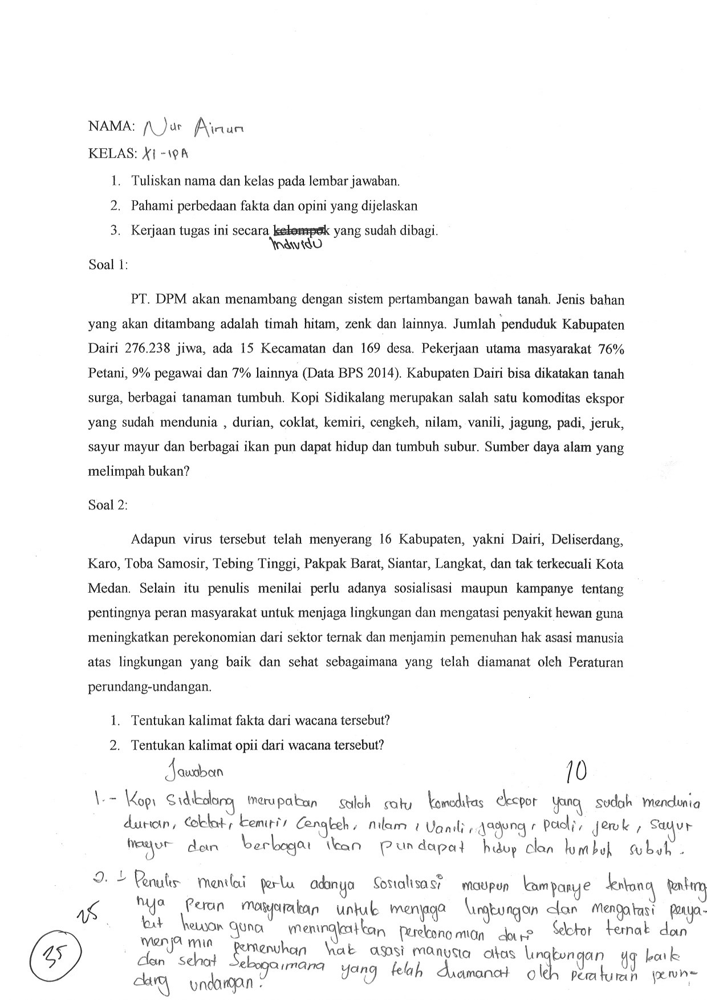 NAMA: Nur Ainun
KELAS: XI-IPA
1. Tuliskan nama dan kelas pada lembar jawaban.
2. Pahami perbedaan fakta dan opini yang dijelaskan
3. Kerjaan tugas ini secara kelompok yang sudah dibagi.
Individu
Soal 1:
PT. DPM akan menambang dengan sistem pertambangan bawah tanah. Jenis bahan
yang akan ditambang adalah timah hitam, zenk dan lainnya. Jumlah penduduk Kabupaten
Dairi 276.238 jiwa, ada 15 Kecamatan dan 169 desa. Pekerjaan utama masyarakat 76%
Petani, 9% pegawai dan 7% lainnya (Data BPS 2014). Kabupaten Dairi bisa dikatakan tanah
surga, berbagai tanaman tumbuh. Kopi Sidikalang merupakan salah satu komoditas ekspor
yang sudah mendunia , durian, coklat, kemiri, cengkeh, nilam, vanili, jagung, padi, jeruk,
sayur mayur dan berbagai ikan pun dapat hidup dan tumbuh subur. Sumber daya alam yang
melimpah bukan?
Soal 2:
Adapun virus tersebut telah menyerang 16 Kabupaten, yakni Dairi, Deliserdang,
Karo, Toba Samosir, Tebing Tinggi, Pakpak Barat, Siantar, Langkat, dan tak terkecuali Kota
Medan. Selain itu penulis menilai perlu adanya sosialisasi maupun kampanye tentang
pentingnya peran masyarakat untuk menjaga lingkungan dan mengatasi penyakit hewan guna
meningkatkan perekonomian dari sektor ternak dan menjamin pemenuhan hak asasi manusia
atas lingkungan yang baik dan sehat sebagaimana yang telah diamanat oleh Peraturan
perundang-undangan.
1. Tentukan kalimat fakta dari wacana tersebut?
2. Tentukan kalimat opii dari wacana tersebut?
Jawaban
10
1. - Kopi Sidikalang merupakan salah satu komoditas ekspor yang sudah mendunia
durian, Coklat, kemiri, Cengkeh, nilam, Vanili, jagung, padi, jeruk, sayur
mayur dan berbagai ikan pun dapat hidup dan tumbuh subuh.
2. - Penulis menilai perlu adanya Sosialisasi maupun kampanye tentang penting
nya peran masyarakat untuk menjaga lingkungan dan mengatasi penya-
25
kit hewan guna meningkatkan perekonomian dari Sektor ternak dan
menjamin pemenuhan hak asasi manusia atas lingkungan yg baik
35
dan sehat Sebagaimana yang telah diamanat oleh peraturan perun-
dang undangan.